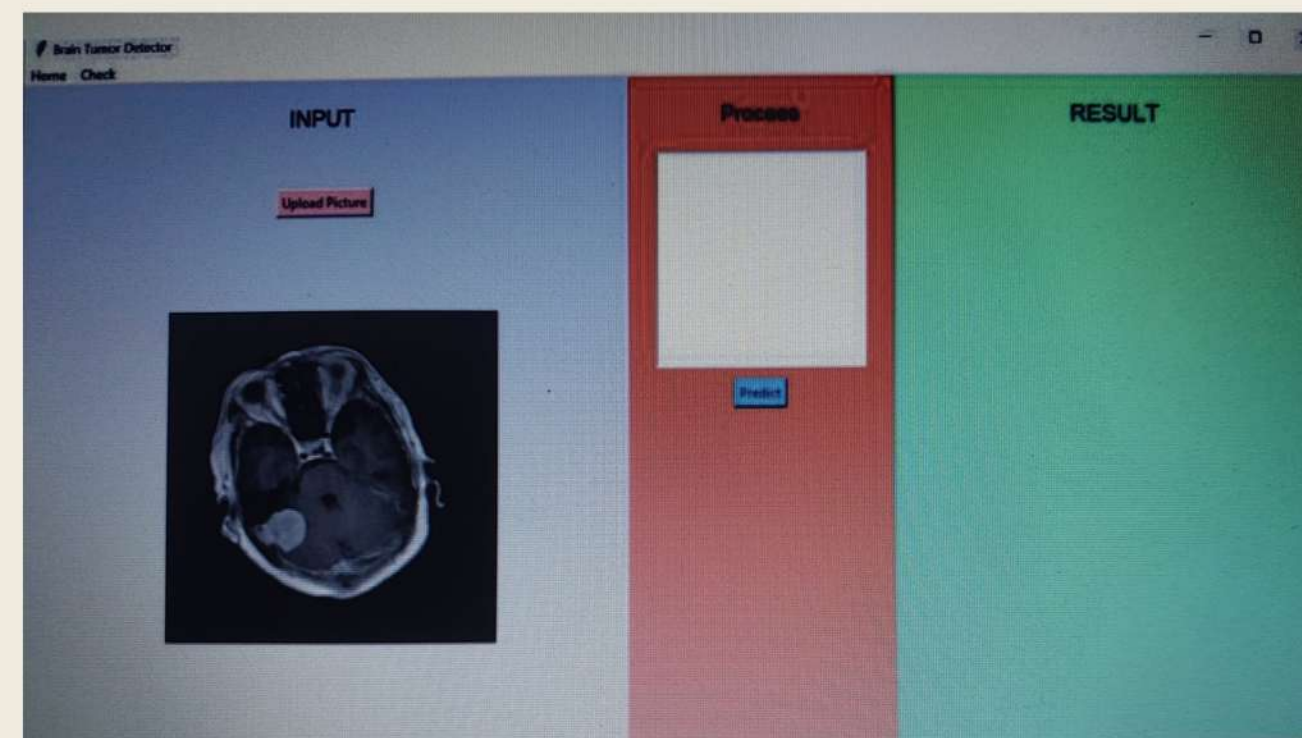 Brain Tumor Detector
Home Check
INPUT
Upload Picture
Process
Predict
RESULT